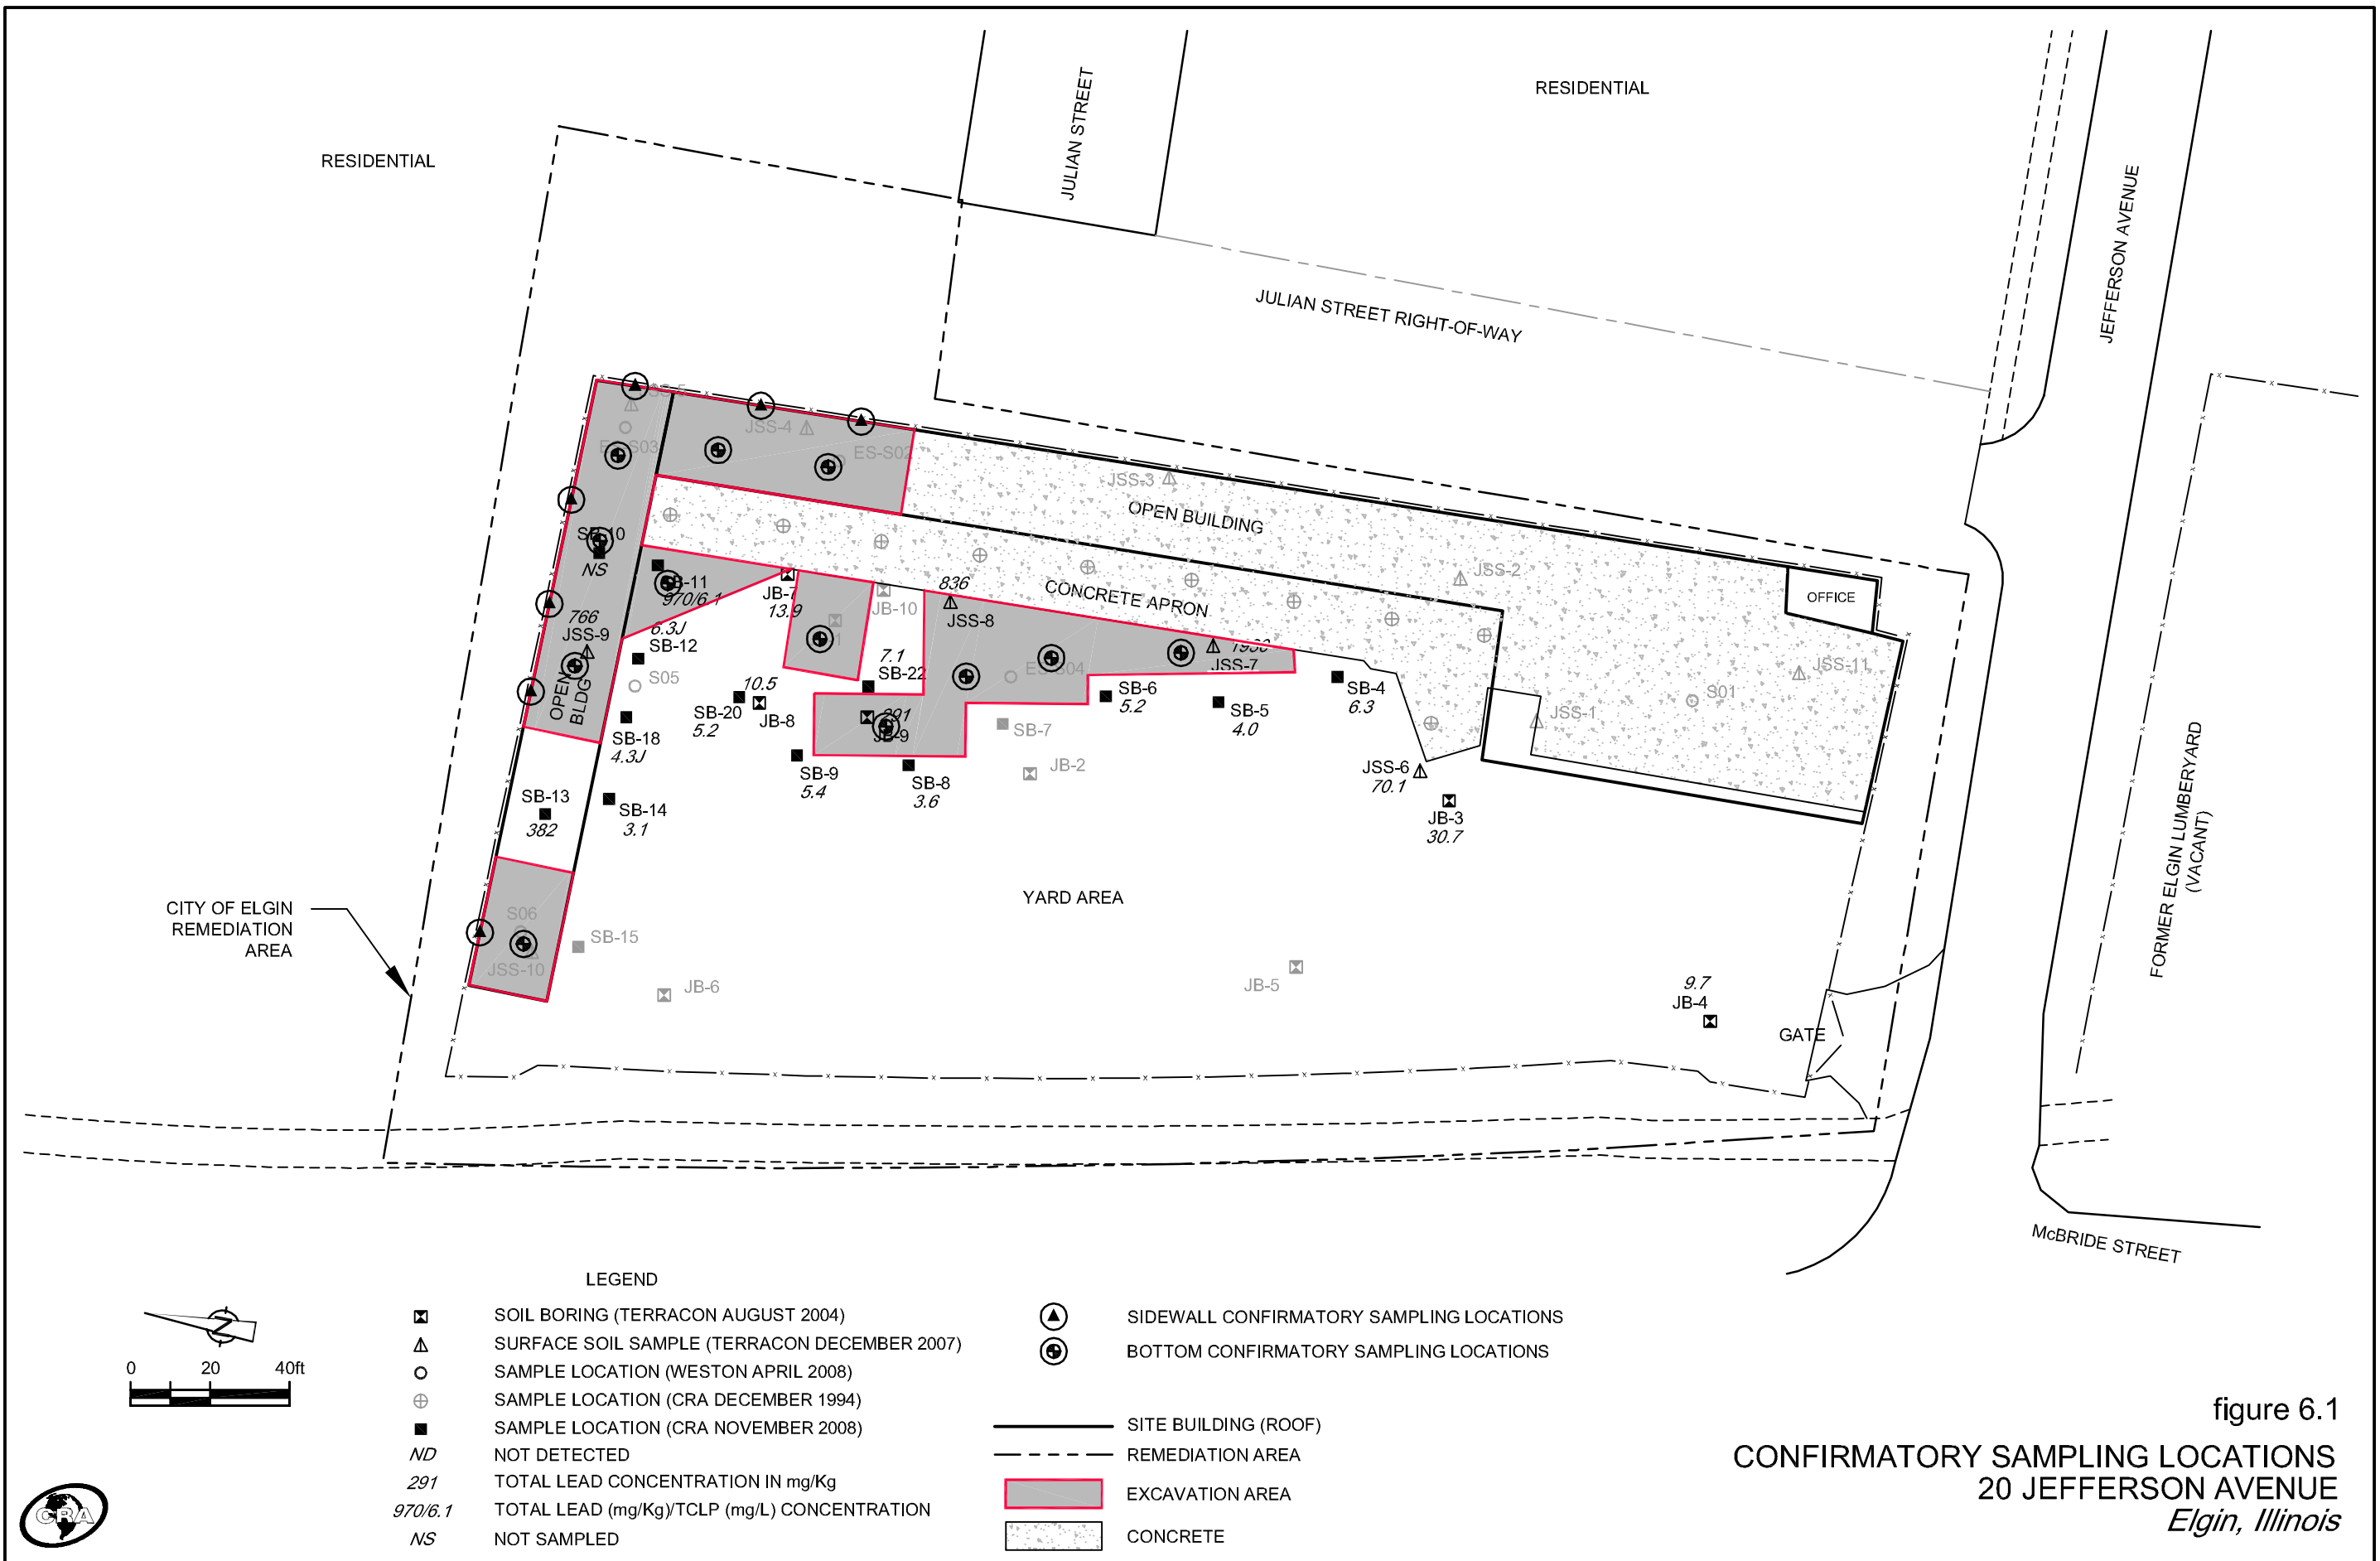 RESIDENTIAL
JULIAN STREET
RESIDENTIAL
JEFFERSON AVENUE
JULIAN STREET RIGHT-OF-WAY
JSS-4
ES-S02
JSS-3
OPEN BUILDING
SB-10
NS
SB-11
970/6.1
JB-7
13.9
JB-10
836
JSS-8
CONCRETE APRON
JSS-2
OFFICE
766
JSS-9
6.3J
SB-12
S05
7.1
SB-22
ES-S04
JSS-7
SB-6
5.2
SB-5
4.0
SB-4
6.3
JSS-11
S01
JSS-1
OPEN
BLDG
SB-18
4.3J
SB-20
5.2
10.5
JB-8
291
JB-9
SB-7
JB-2
SB-9
5.4
SB-8
3.6
JSS-6
70.1
JB-3
30.7
SB-13
382
SB-14
3.1
FORMER ELGIN LUMBERYARD
(VACANT)
CITY OF ELGIN
REMEDIATION
AREA
YARD AREA
S06
JSS-10
SB-15
JB-6
JB-5
9.7
JB-4
GATE
McBRIDE STREET
LEGEND
SOIL BORING (TERRACON AUGUST 2004)
SURFACE SOIL SAMPLE (TERRACON DECEMBER 2007)
SAMPLE LOCATION (WESTON APRIL 2008)
SAMPLE LOCATION (CRA DECEMBER 1994)
SAMPLE LOCATION (CRA NOVEMBER 2008)
ND NOT DETECTED
291 TOTAL LEAD CONCENTRATION IN mg/Kg
970/6.1 TOTAL LEAD (mg/Kg)/TCLP (mg/L) CONCENTRATION
NS NOT SAMPLED
SIDEWALL CONFIRMATORY SAMPLING LOCATIONS
BOTTOM CONFIRMATORY SAMPLING LOCATIONS
SITE BUILDING (ROOF)
REMEDIATION AREA
EXCAVATION AREA
CONCRETE
N
0 20 40ft
CRA
figure 6.1
CONFIRMATORY SAMPLING LOCATIONS
20 JEFFERSON AVENUE
Elgin, Illinois